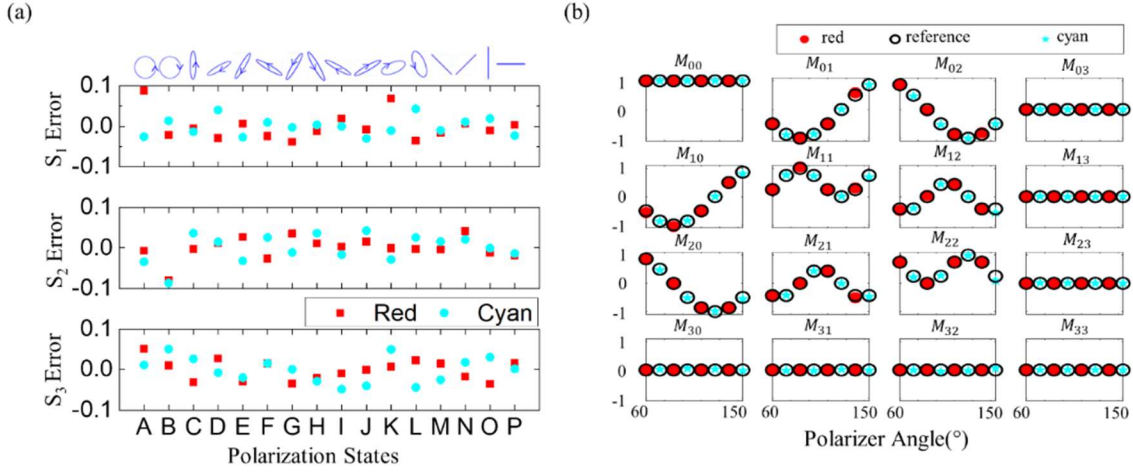 (a)
0.1
0.0
-0.1
S1 Error
0.1
0.0
-0.1
S2 Error
Red Cyan
0.1
0.0
-0.1
S3 Error
A B C D E F G H I J K L M N O P
Polarization States
(b)
red reference cyan
M00 M01 M02 M03
1
0
-1
M10 M11 M12 M13
1
0
-1
M20 M21 M22 M23
1
0
-1
M30 M31 M32 M33
1
0
-1
60 150 60 150 60 150 60 150
Polarizer Angle(°)